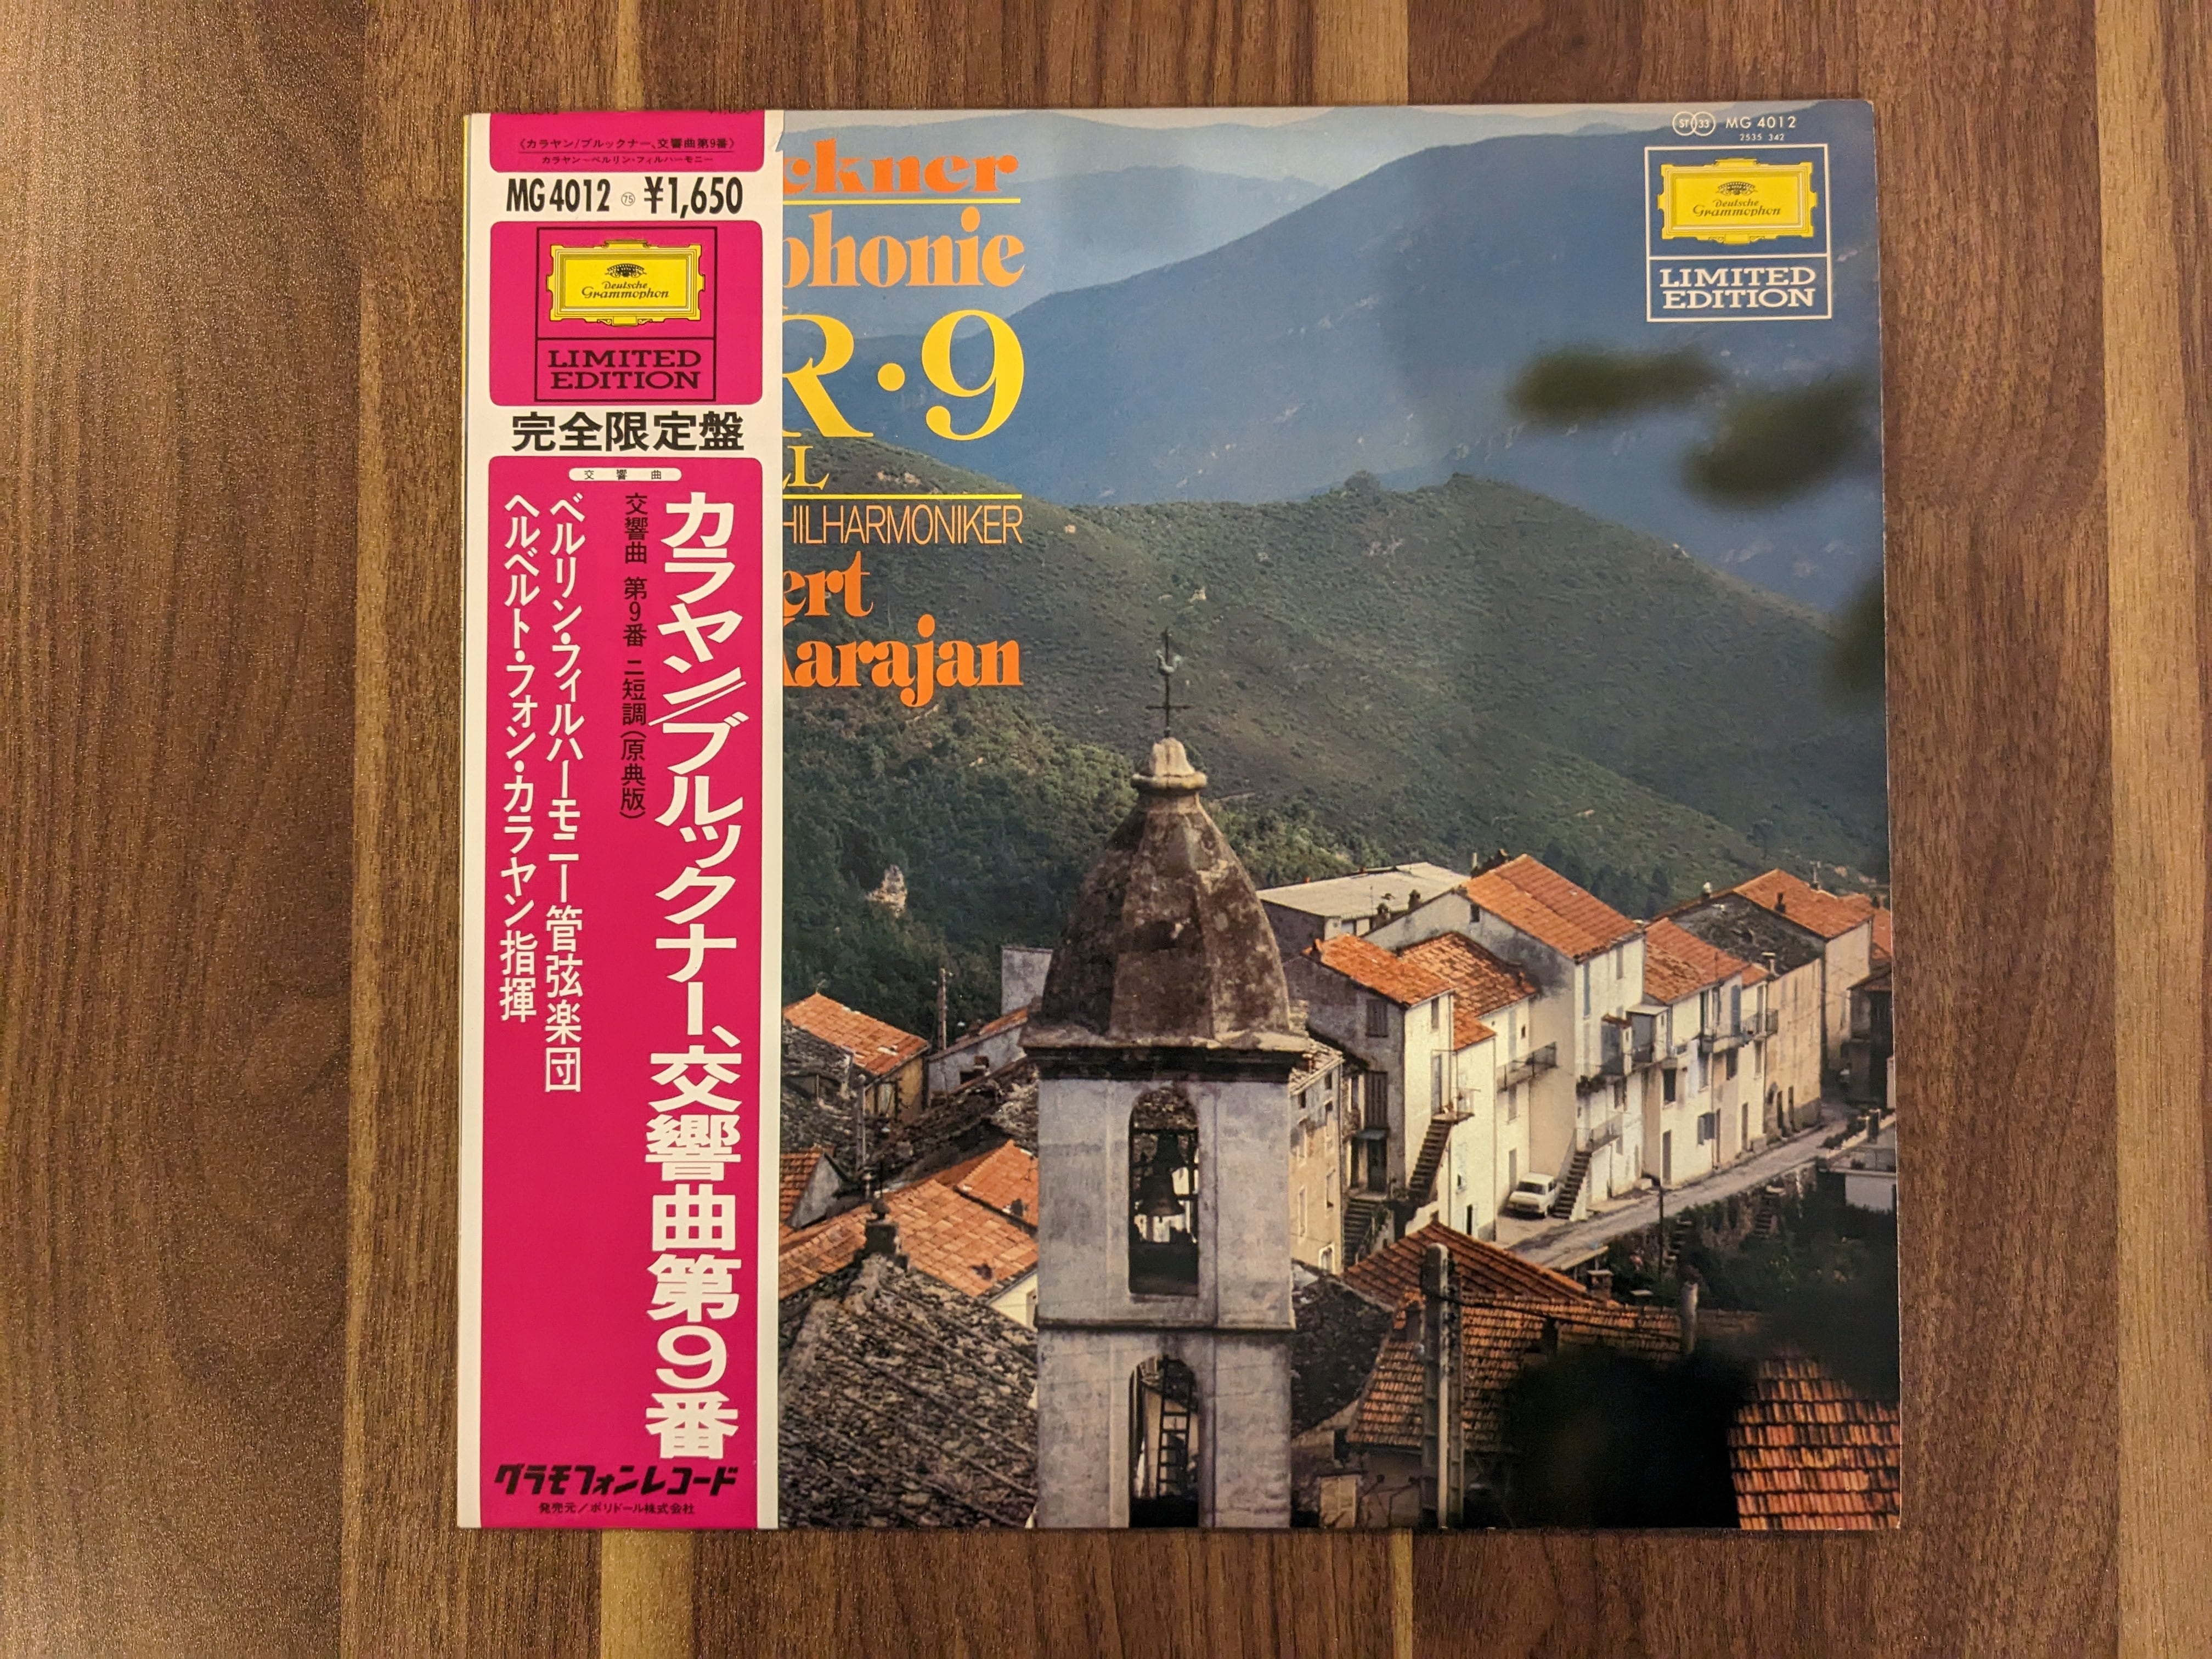 《カラヤン/ブルックナー、交響曲第9番》
カラヤン〜ベルリン・フィルハーモニー
MG 4012 ㊆ ¥1,650
Deutsche
Grammophon
LIMITED
EDITION
完全限定盤
交響曲
カラヤン/ブルックナー、交響曲第9番
交響曲 第9番 ニ短調(原典版)
ベルリン・フィルハーモニー管弦楽団
ヘルベルト・フォン・カラヤン指揮
グラモフォンレコード
発売元/ポリドール株式会社
ckner
phonie
R·9
LL
HILHARMONIKER
ert
Karajan
ST 33 MG 4012
2535 342
Deutsche
Grammophon
LIMITED
EDITION